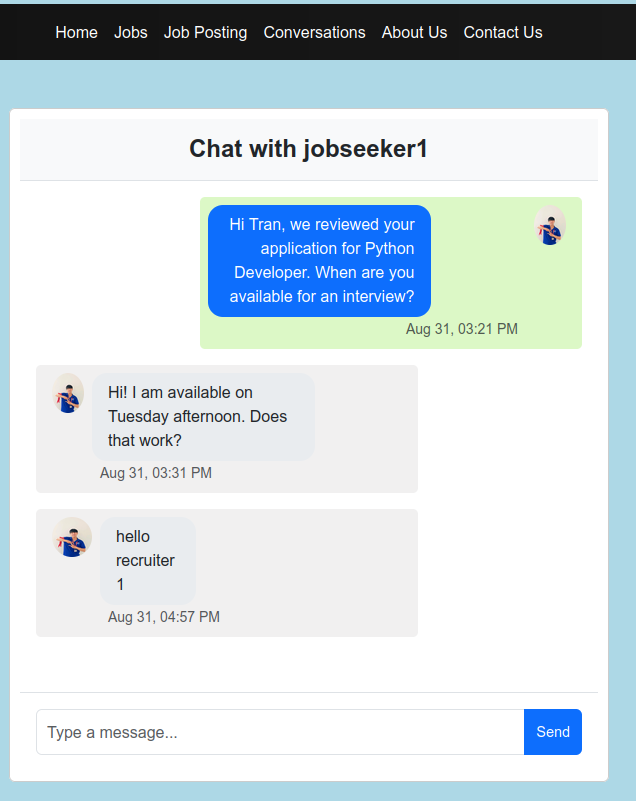 Home Jobs Job Posting Conversations About Us Contact Us
Chat with jobseeker1
Hi Tran, we reviewed your
application for Python
Developer. When are you
available for an interview?
Aug 31, 03:21 PM
Hi! I am available on
Tuesday afternoon. Does
that work?
Aug 31, 03:31 PM
hello
recruiter
1
Aug 31, 04:57 PM
Type a message...
Send